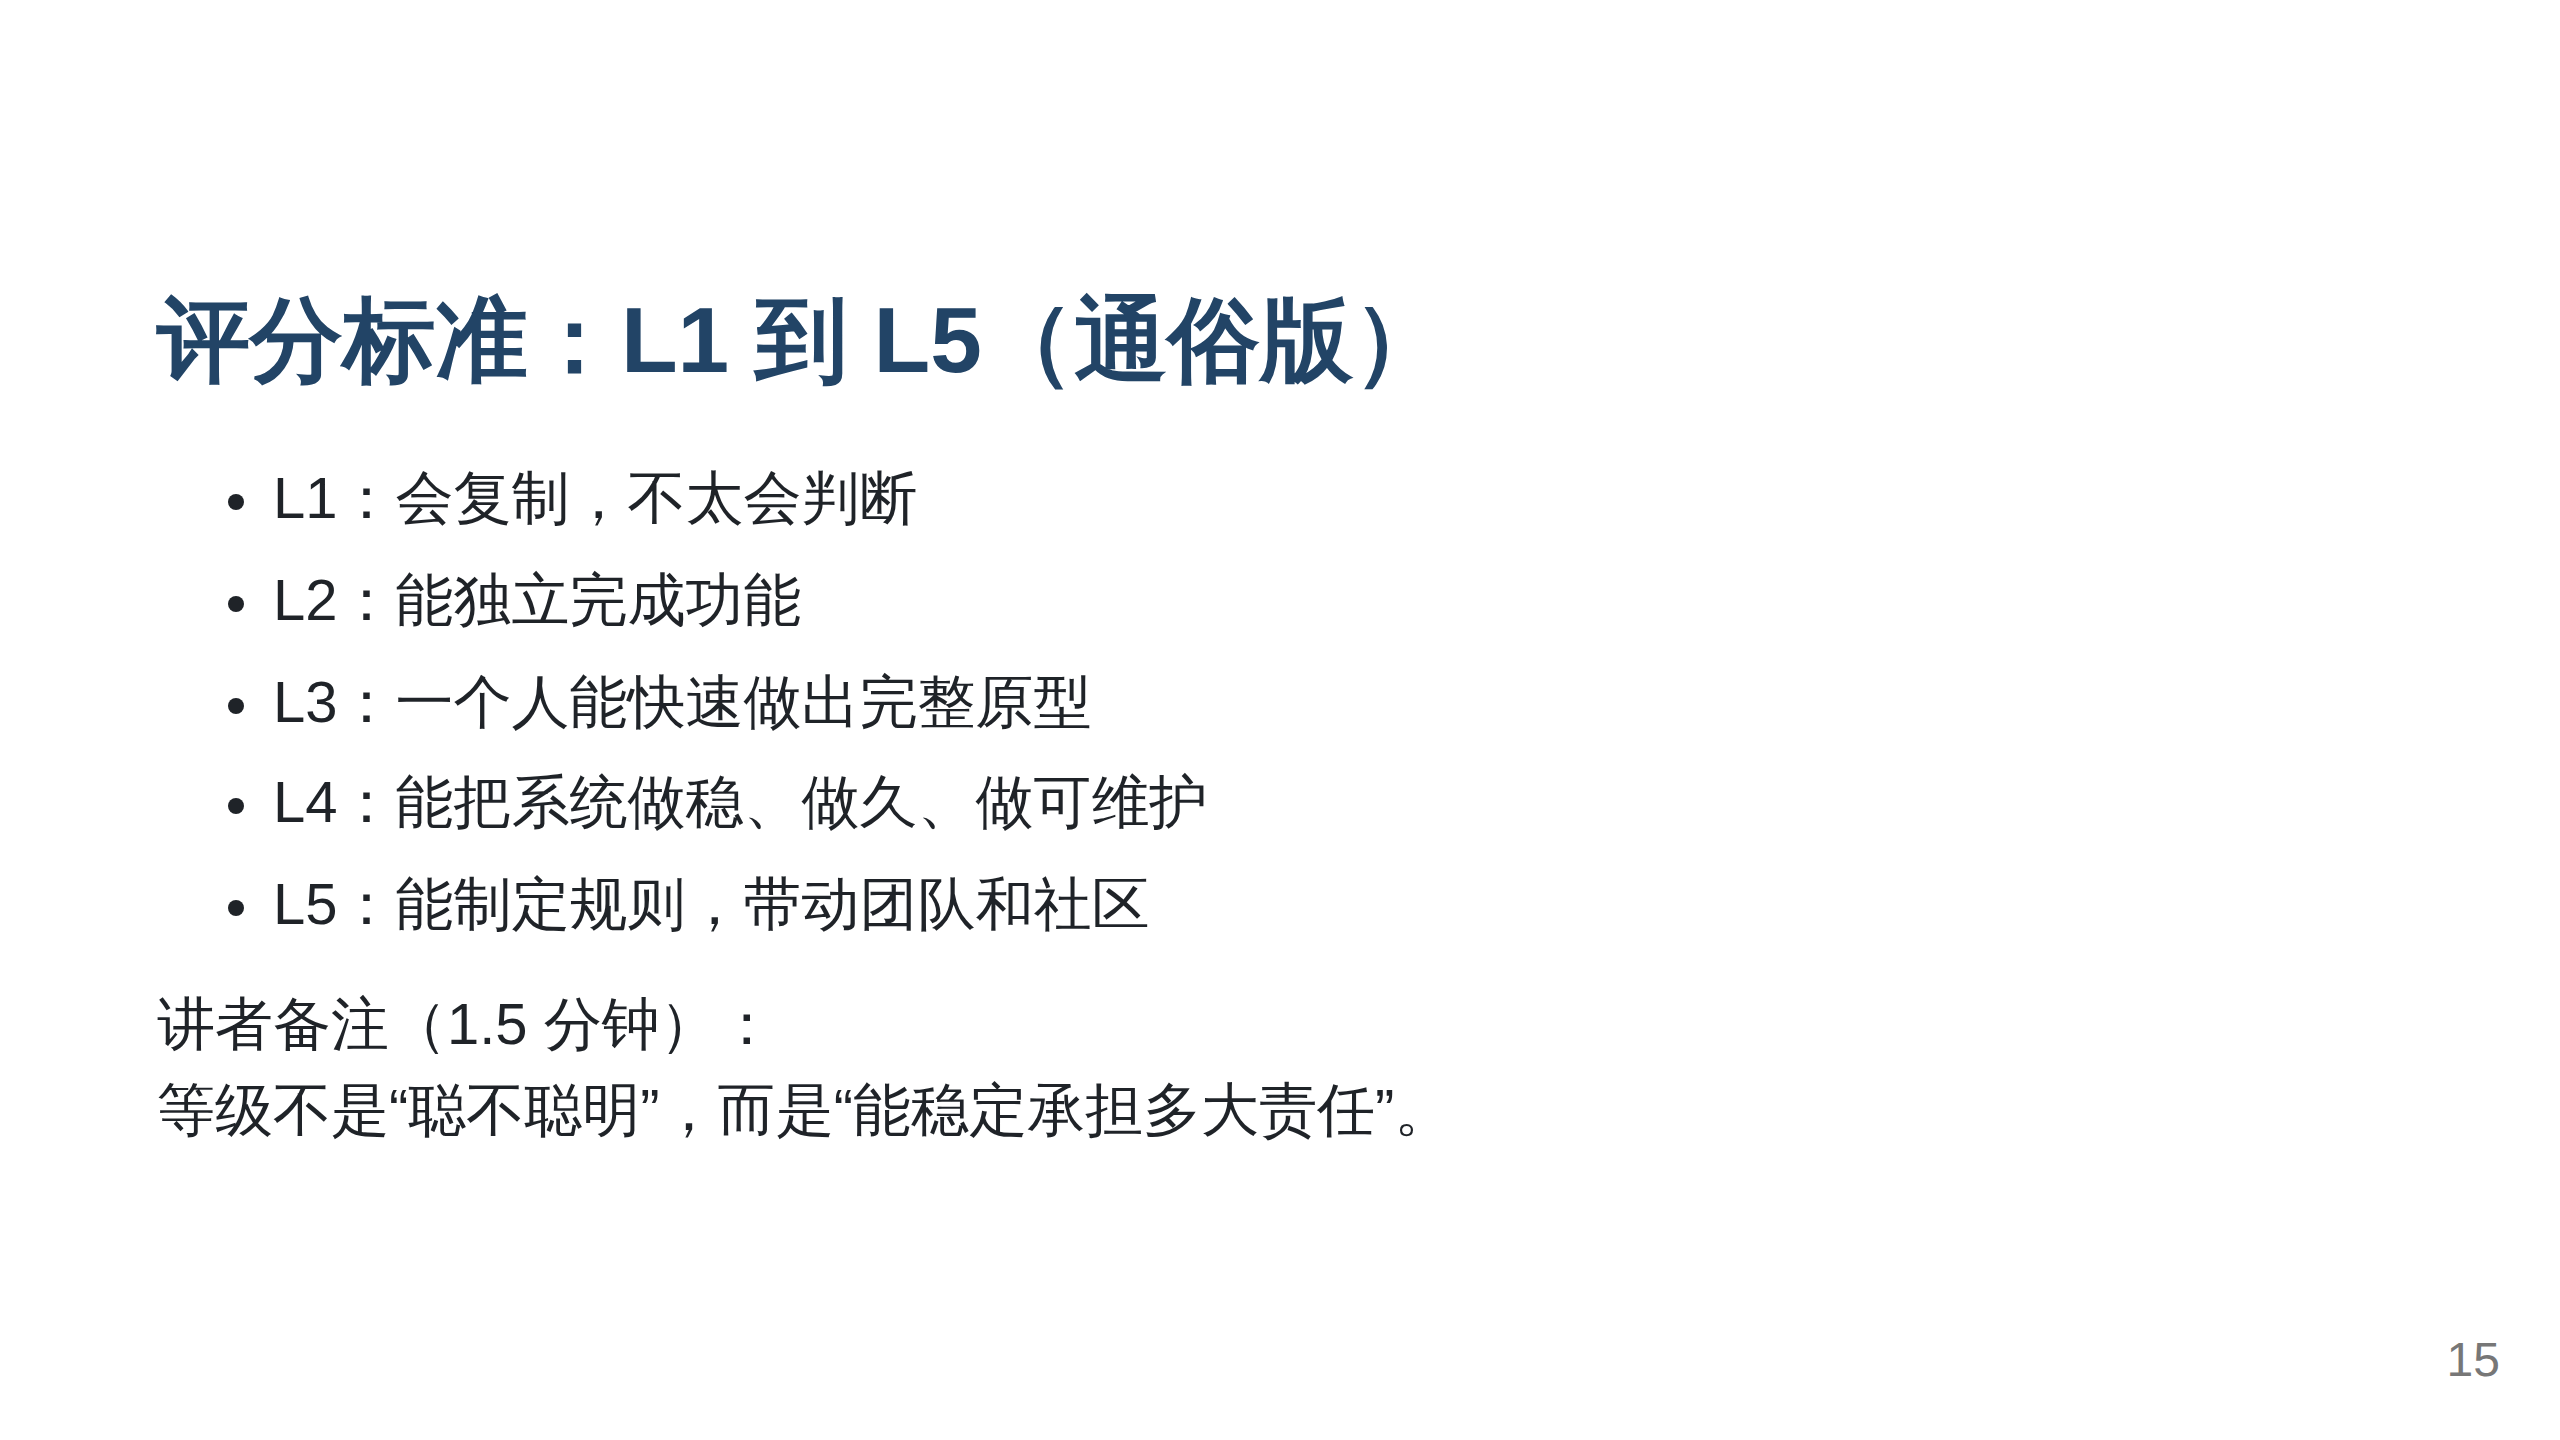 评分标准：L1 到 L5（通俗版）
• L1：会复制，不太会判断
• L2：能独立完成功能
• L3：一个人能快速做出完整原型
• L4：能把系统做稳、做久、做可维护
• L5：能制定规则，带动团队和社区
讲者备注（1.5 分钟）：
等级不是“聪不聪明”，而是“能稳定承担多大责任”。
15